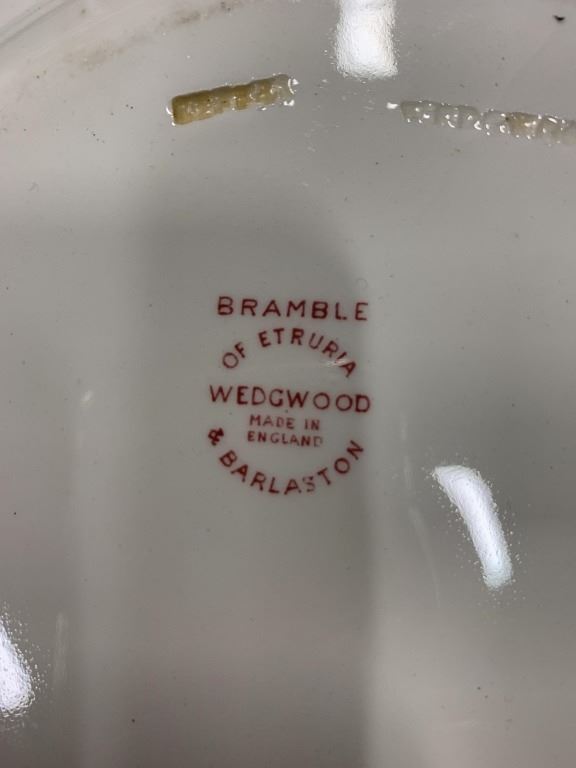 BRAMBLE
OF ETRURIA
WEDGWOOD
MADE IN
ENGLAND
& BARLASTON